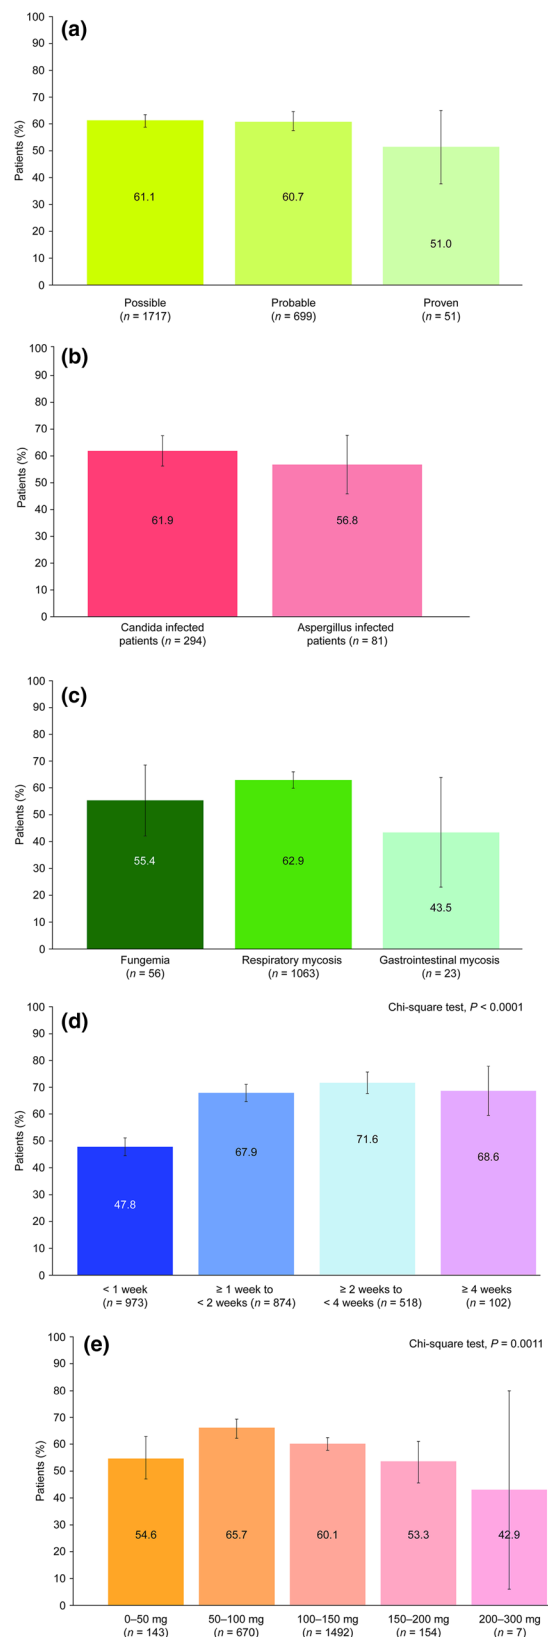 (a)
100
90
80
70
60
50
40
30
20
10
0
Patients (%)
61.1
60.7
51.0
Possible
(n = 1717)
Probable
(n = 699)
Proven
(n = 51)
(b)
100
90
80
70
60
50
40
30
20
10
0
Patients (%)
61.9
56.8
Candida infected
patients (n = 294)
Aspergillus infected
patients (n = 81)
(c)
100
90
80
70
60
50
40
30
20
10
0
Patients (%)
55.4
62.9
43.5
Fungemia
(n = 56)
Respiratory mycosis
(n = 1063)
Gastrointestinal mycosis
(n = 23)
(d)
Chi-square test, P < 0.0001
100
90
80
70
60
50
40
30
20
10
0
Patients (%)
47.8
67.9
71.6
68.6
< 1 week
(n = 973)
≥ 1 week to
< 2 weeks (n = 874)
≥ 2 weeks to
< 4 weeks (n = 518)
≥ 4 weeks
(n = 102)
(e)
Chi-square test, P = 0.0011
100
90
80
70
60
50
40
30
20
10
0
Patients (%)
54.6
65.7
60.1
53.3
42.9
0–50 mg
(n = 143)
50–100 mg
(n = 670)
100–150 mg
(n = 1492)
150–200 mg
(n = 154)
200–300 mg
(n = 7)